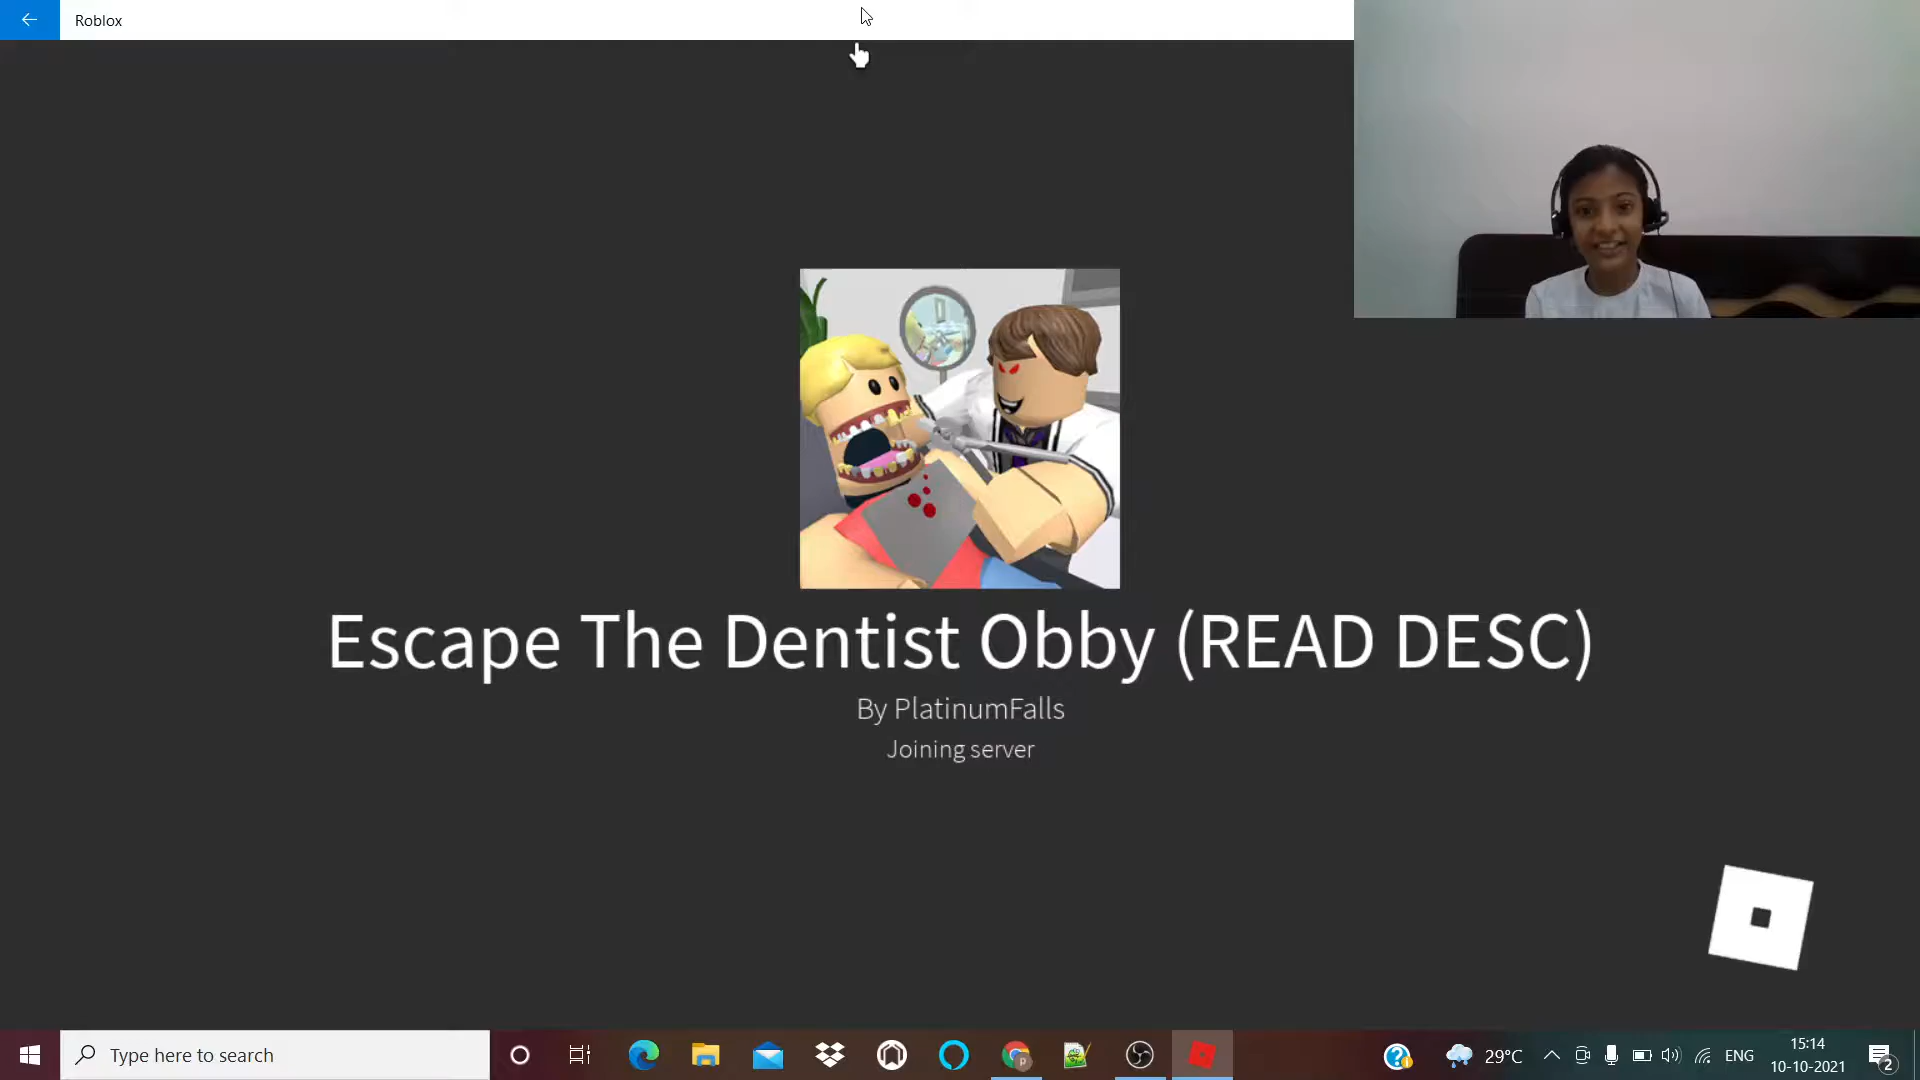 Roblox
Escape The Dentist Obby (READ DESC)
By PlatinumFalls
Joining server
Type here to search
29°C
ENG
15:14
10-10-2021
2